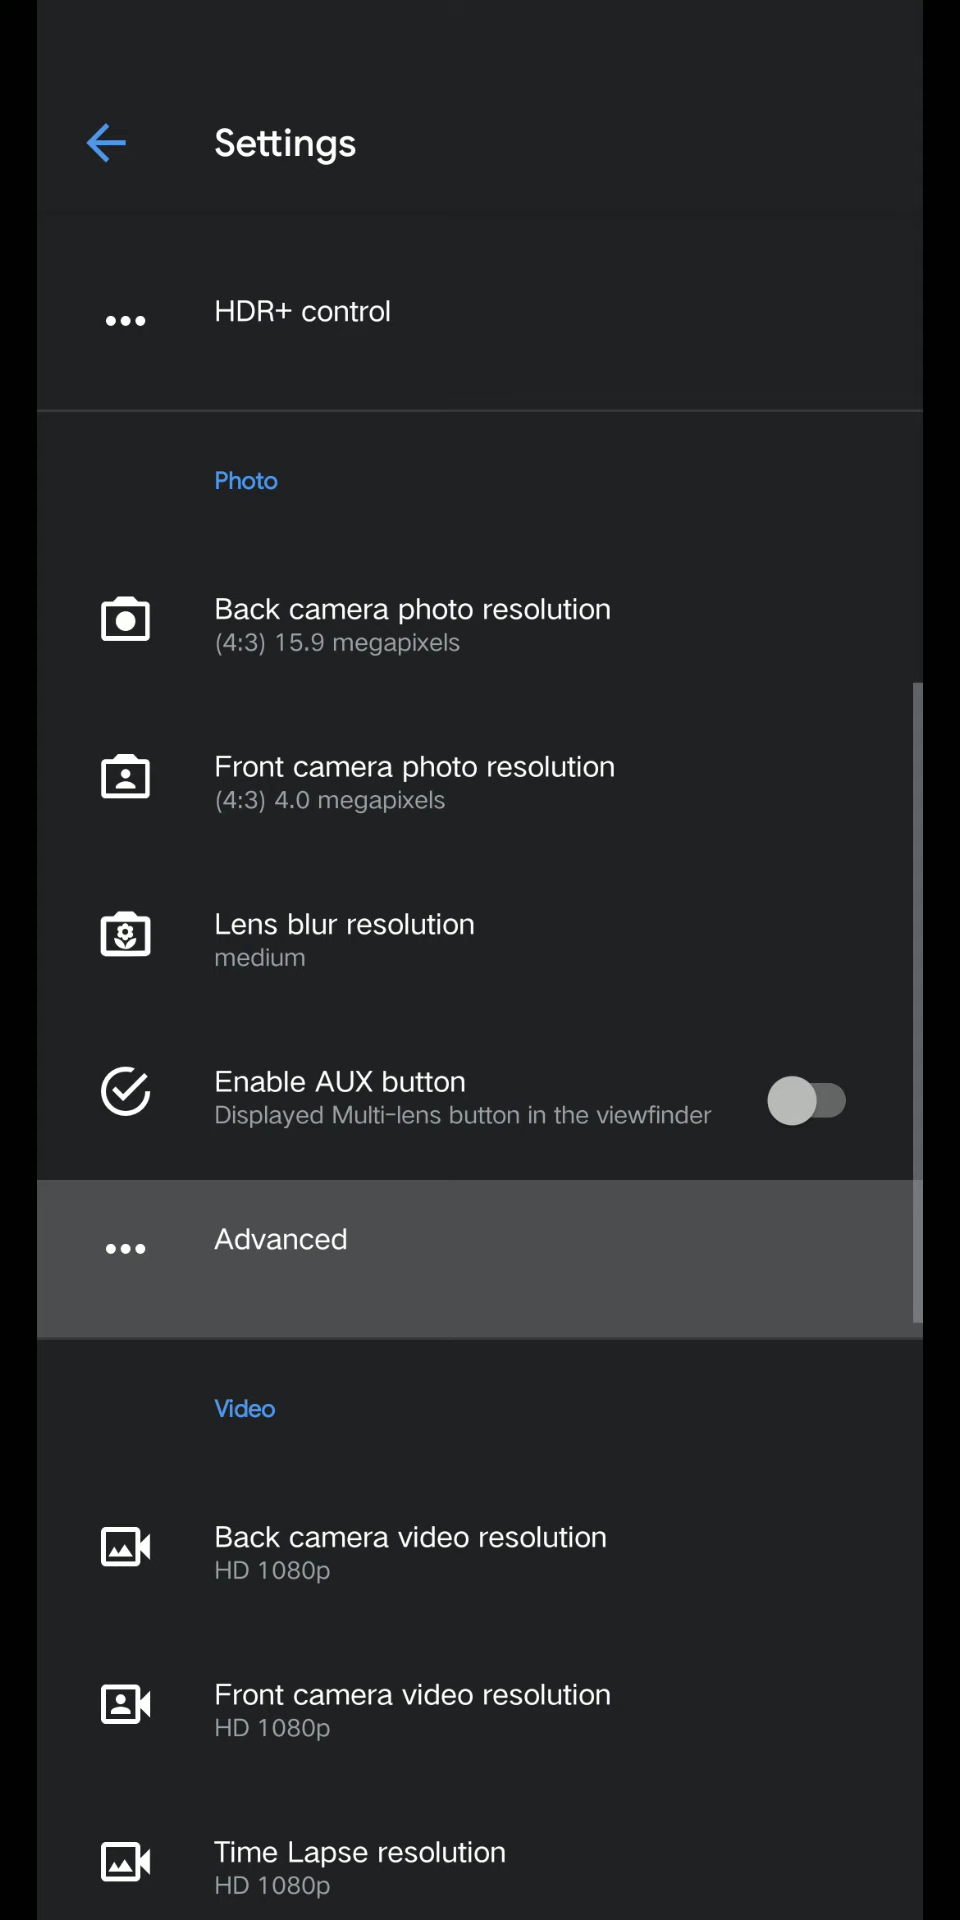 Settings
HDR+ control
Photo
Back camera photo resolution
(4:3) 15.9 megapixels
Front camera photo resolution
(4:3) 4.0 megapixels
Lens blur resolution
medium
Enable AUX button
Displayed Multi-lens button in the viewfinder
Advanced
Video
Back camera video resolution
HD 1080p
Front camera video resolution
HD 1080p
Time Lapse resolution
HD 1080p